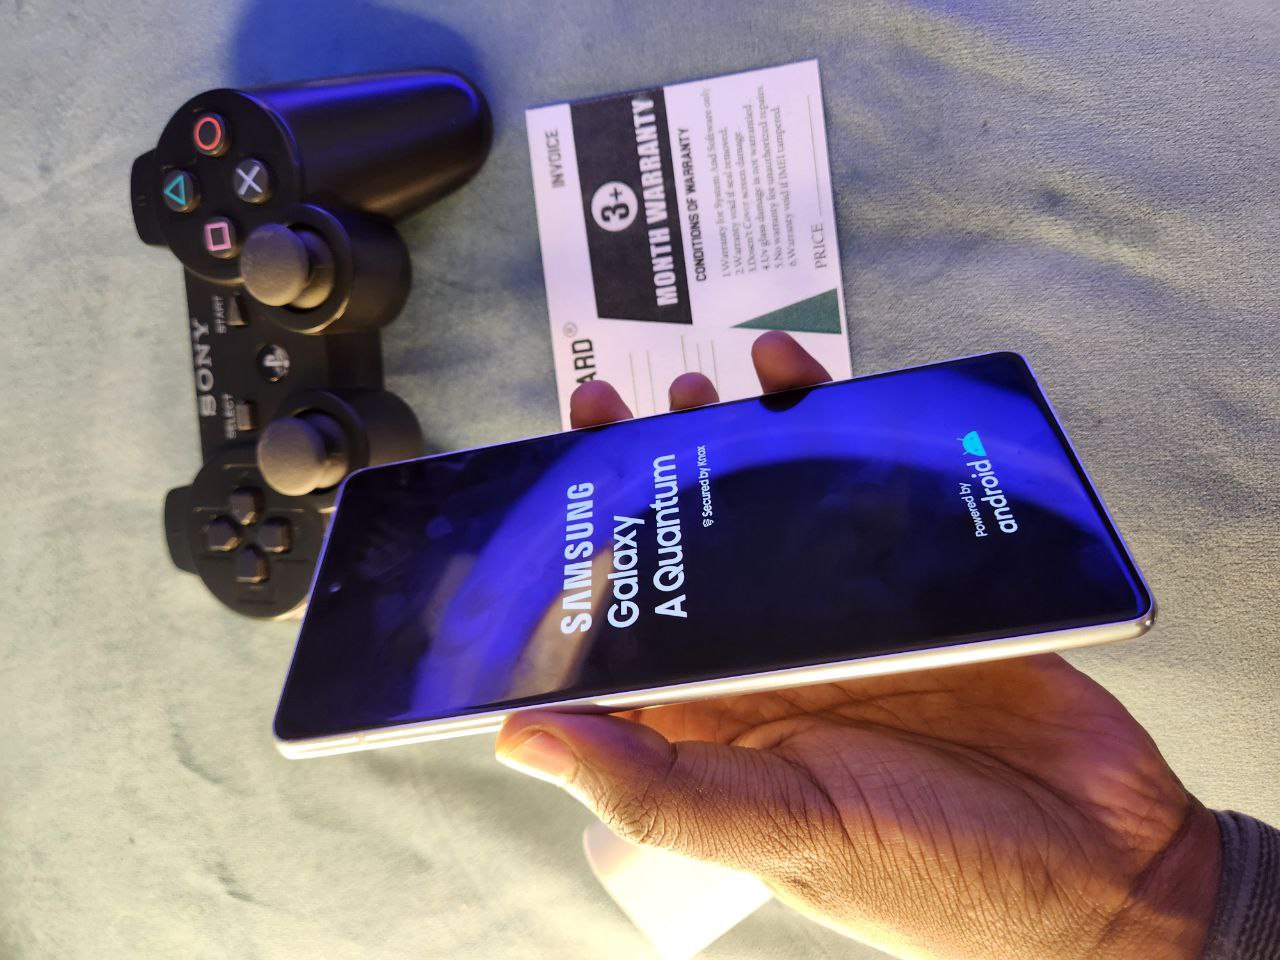 SAMSUNG
Galaxy
A Quantum
Secured by Knox
Powered by
android
INVOICE
3+
MONTH WARRANTY
CONDITIONS OF WARRANTY
1.Warranty for System And Software only
2.Warranty void if seal removed.
3.Dosen't Cover screen damage.
4.Uv glass damage is not warrantied
5.No warranty for unauthorized repairs.
6.Warranty void if IMEI tampered.
PRICE
ARD®
SONY
SELECT
START